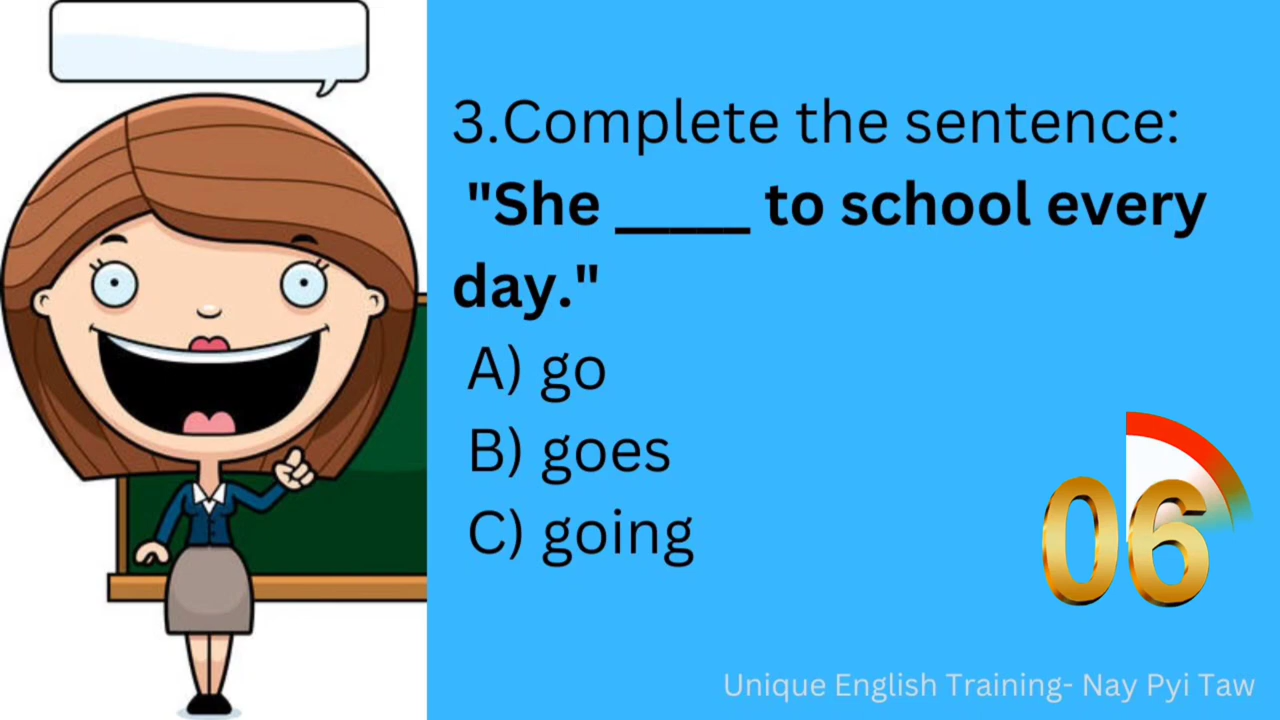 3.Complete the sentence:
"She _____ to school every
day."
A) go
B) goes
C) going
06
Unique English Training- Nay Pyi Taw